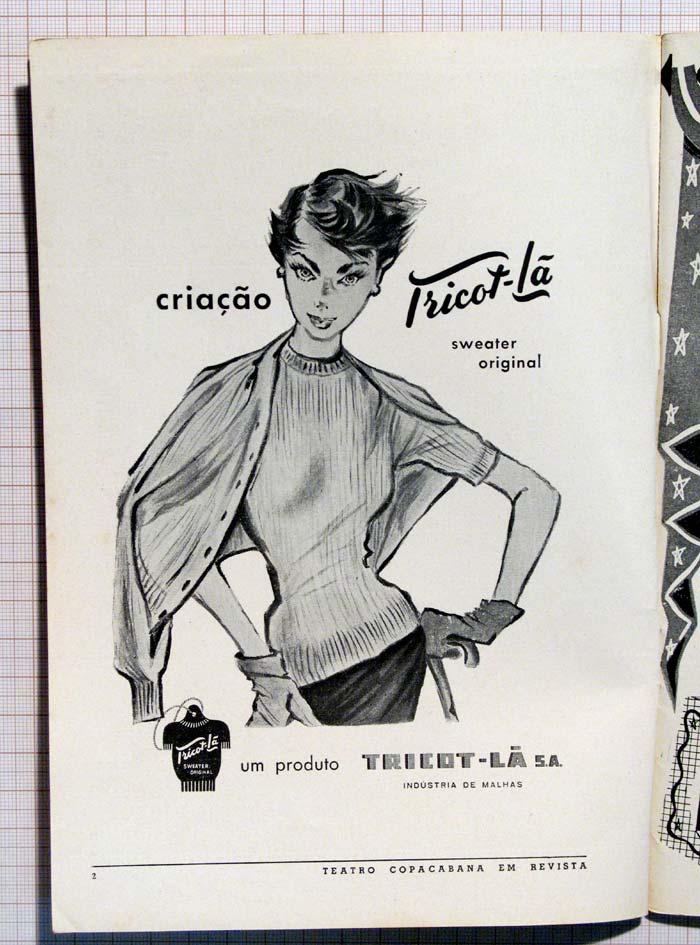 criação
Tricot-lã
sweater
original
Tricot-lã
SWEATER
ORIGINAL
um produto TRICOT-LÃ S.A.
INDÚSTRIA DE MALHAS
2
TEATRO COPACABANA EM REVISTA